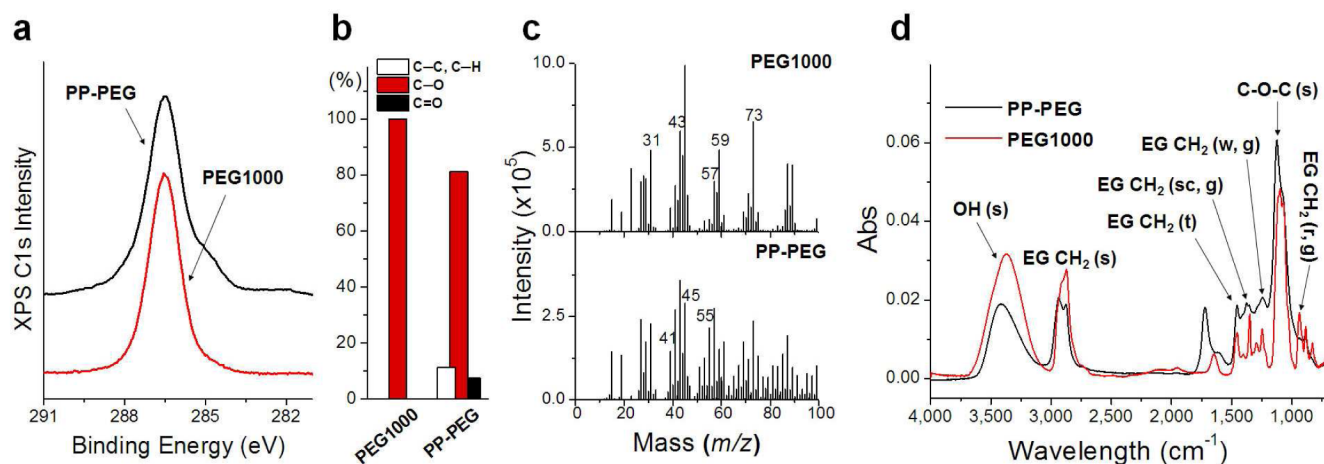 a
XPS C1s Intensity
PP-PEG
PEG1000
291
288
285
282
Binding Energy (eV)
b
(%)
C—C, C—H
C—O
C=O
100
80
60
40
20
0
PEG1000
PP-PEG
c
Intensity (x10⁵)
10.0
5.0
0.0
5.0
2.5
0.0
PEG1000
31
43
57
59
73
PP-PEG
41
45
55
0
20
40
60
80
100
Mass (m/z)
d
PP-PEG
PEG1000
Abs
0.06
0.04
0.02
0.00
OH (s)
EG CH₂ (s)
EG CH₂ (t)
EG CH₂ (sc, g)
EG CH₂ (w, g)
C-O-C (s)
EG CH₂ (r, g)
4,000
3,500
3,000
2,500
2,000
1,500
1,000
Wavelength (cm⁻¹)